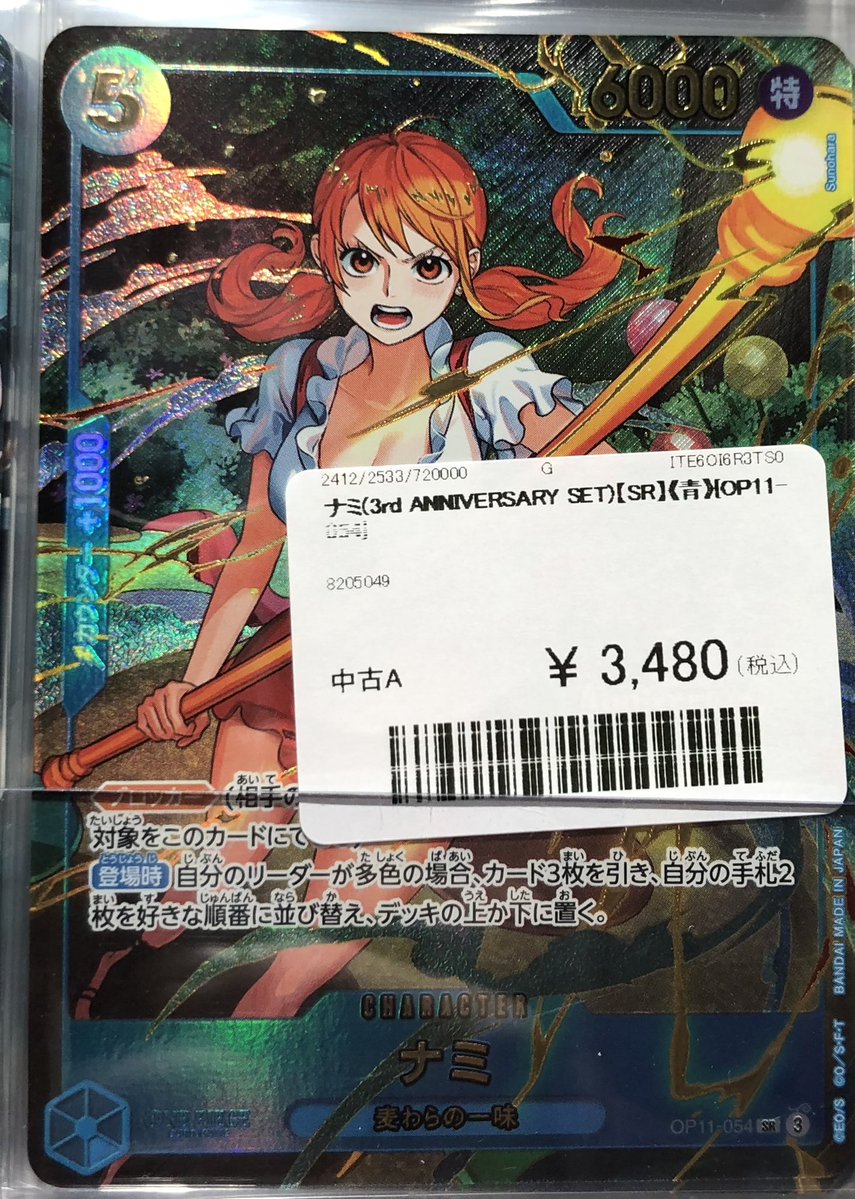 5
6000
特
Sunohara
カウンター +1000
2412/2533/720000 G ITE6OI6R3TS0
ナミ(3rd ANNIVERSARY SET)【SR】《青》[OP11-
054]
8205049
中古A ¥ 3,480(税込)
ブロッカー (相手の
対象をこのカードにて
登場時 自分のリーダーが多色の場合、カード3枚を引き、自分の手札2
枚を好きな順番に並び替え、デッキの上か下に置く。
CHARACTER
ナミ
麦わらの一味
OP11-054 SR 3
©E.O/S ©O/S・F・T BANDAI MADE IN JAPAN